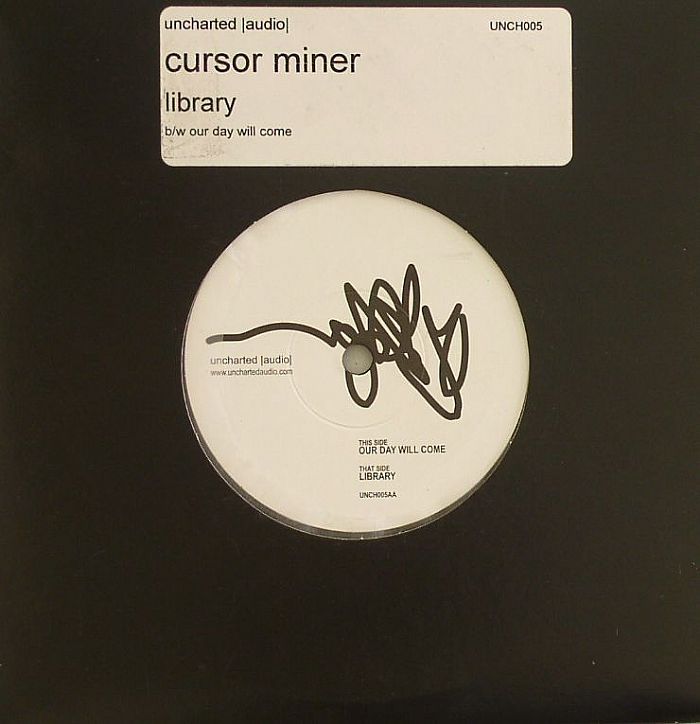 uncharted |audio|
UNCH005
cursor miner
library
b/w our day will come
uncharted |audio|
www.unchartedaudio.com
THIS SIDE
OUR DAY WILL COME
THAT SIDE
LIBRARY
UNCH005AA